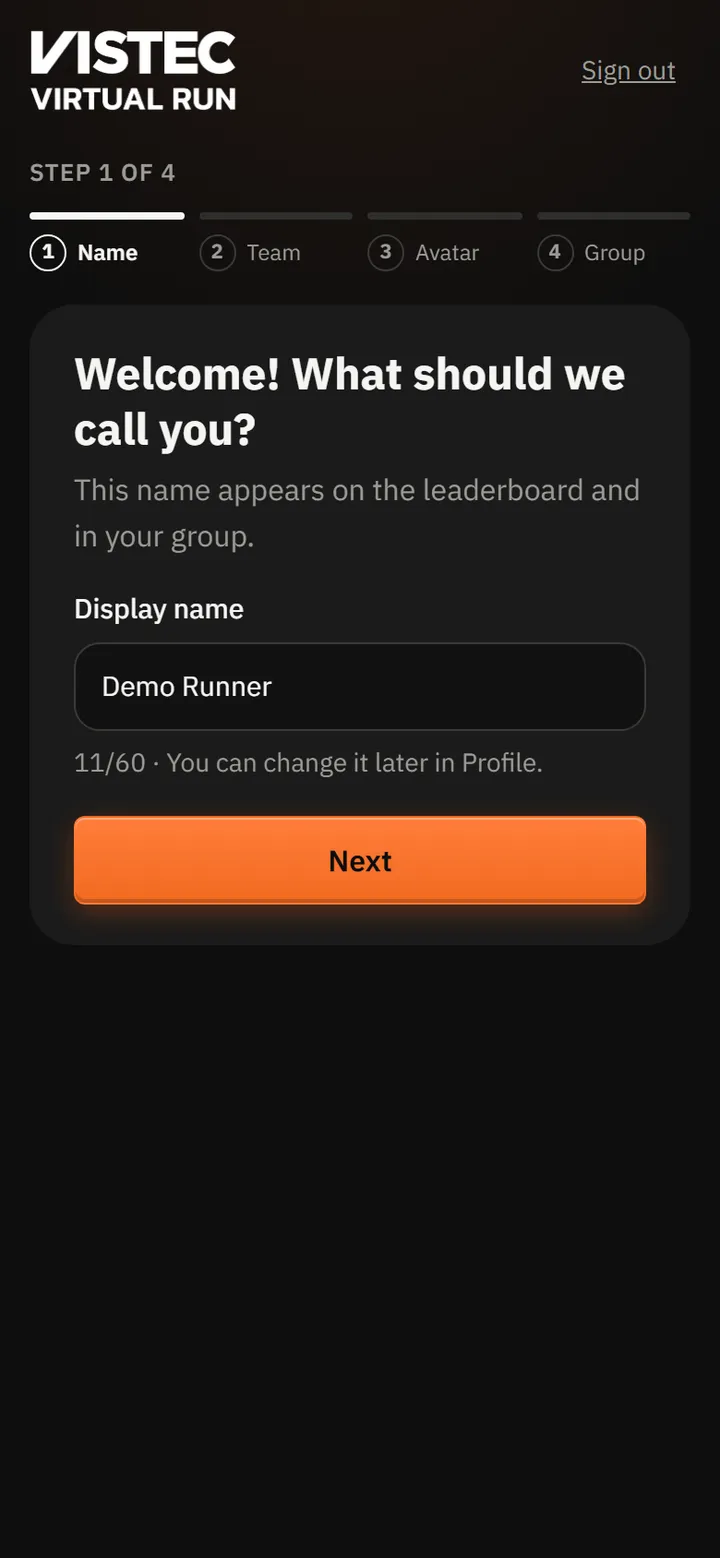 VISTEC
VIRTUAL RUN
Sign out
STEP 1 OF 4
1 Name
2 Team
3 Avatar
4 Group
Welcome! What should we
call you?
This name appears on the leaderboard and
in your group.
Display name
Demo Runner
11/60 · You can change it later in Profile.
Next